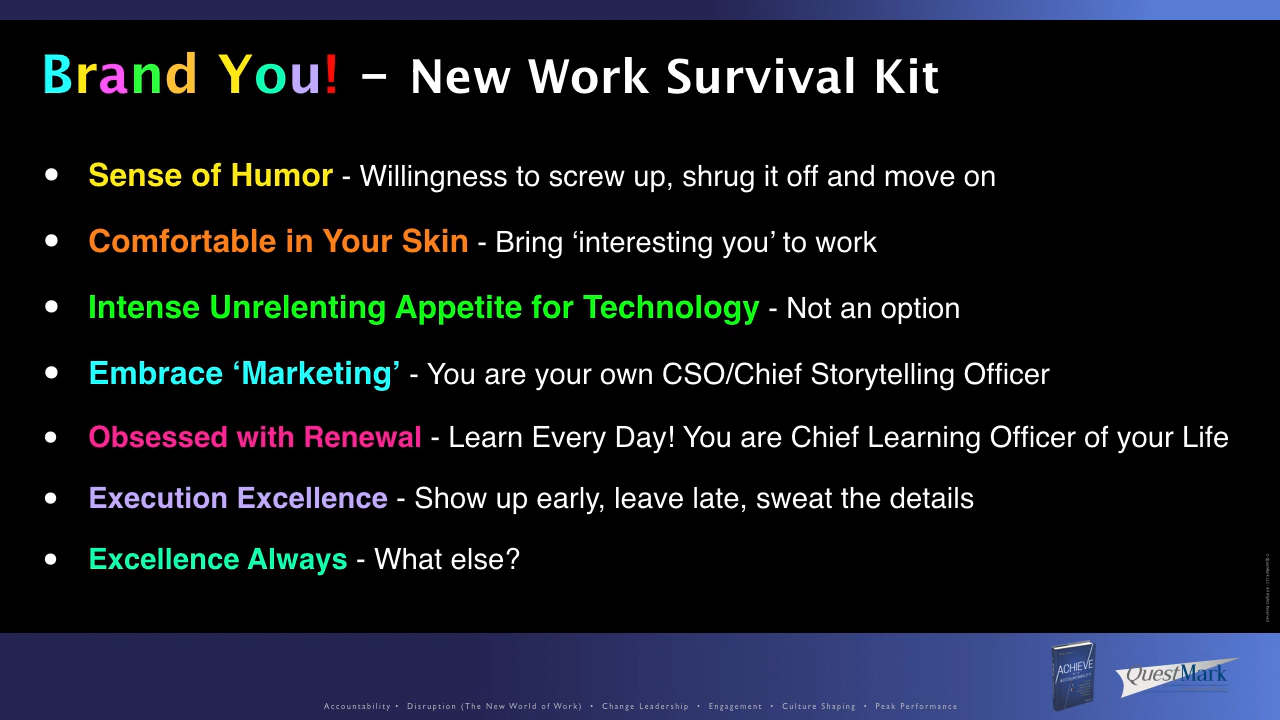 Brand You! – New Work Survival Kit
• Sense of Humor - Willingness to screw up, shrug it off and move on
• Comfortable in Your Skin - Bring ‘interesting you’ to work
• Intense Unrelenting Appetite for Technology - Not an option
• Embrace ‘Marketing’ - You are your own CSO/Chief Storytelling Officer
• Obsessed with Renewal - Learn Every Day! You are Chief Learning Officer of your Life
• Execution Excellence - Show up early, leave late, sweat the details
• Excellence Always - What else?
ACHIEVE
ACCOUNTABILITY
QuestMark
Accountability • Disruption (The New World of Work) • Change Leadership • Engagement • Culture Shaping • Peak Performance